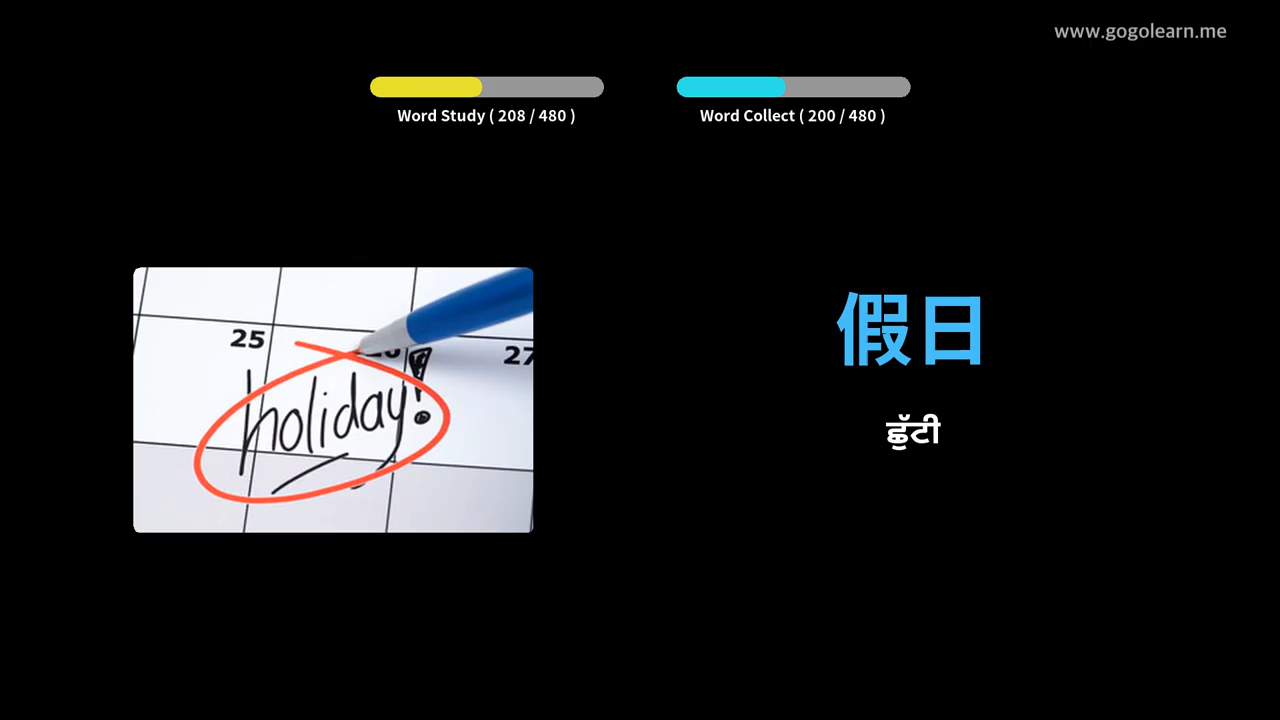 www.gogolearn.me
Word Study ( 208 / 480 )
Word Collect ( 200 / 480 )
25
27
holiday!
假日
ਛੁੱਟੀ